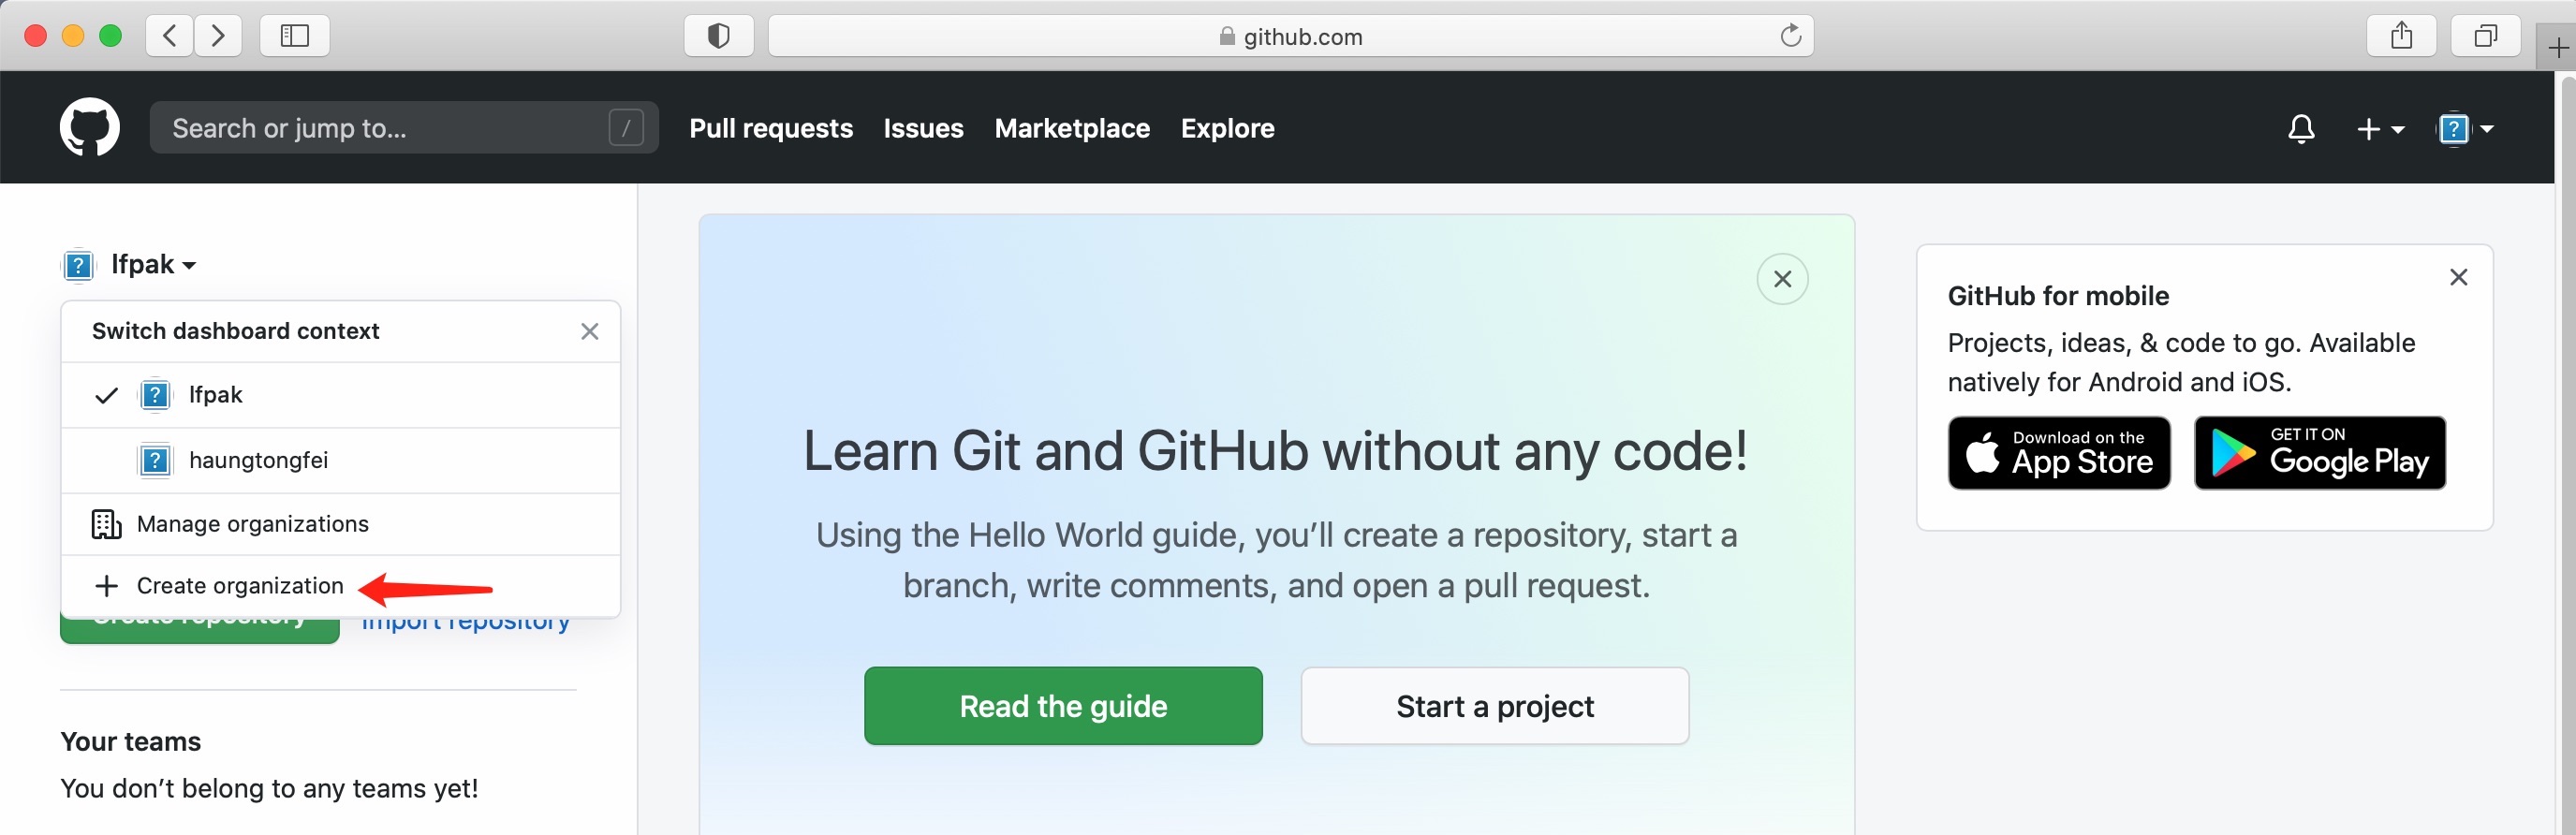 github.com
Search or jump to...
/
Pull requests
Issues
Marketplace
Explore
lfpak
Switch dashboard context
lfpak
haungtongfei
Manage organizations
Create organization
Create repository
Import repository
Your teams
You don’t belong to any teams yet!
Learn Git and GitHub without any code!
Using the Hello World guide, you’ll create a repository, start a
branch, write comments, and open a pull request.
Read the guide
Start a project
GitHub for mobile
Projects, ideas, & code to go. Available
natively for Android and iOS.
Download on the
App Store
GET IT ON
Google Play